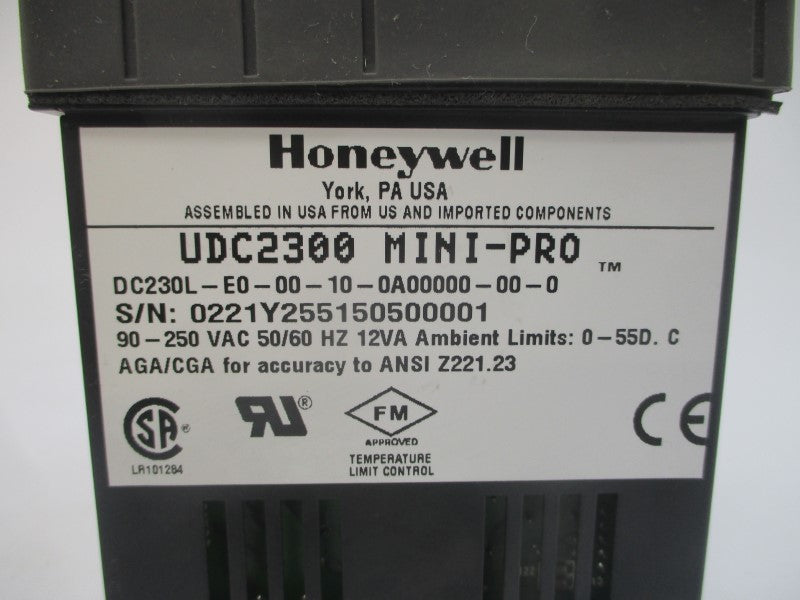 Honeywell
York, PA USA
ASSEMBLED IN USA FROM US AND IMPORTED COMPONENTS
UDC2300 MINI-PRO ™
DC230L-E0-00-10-0A00000-00-0
S/N: 0221Y255150500001
90-250 VAC 50/60 HZ 12VA Ambient Limits: 0-55D. C
AGA/CGA for accuracy to ANSI Z221.23
SA ®
LR101284
RU ®
FM
APPROVED
TEMPERATURE
LIMIT CONTROL
CE